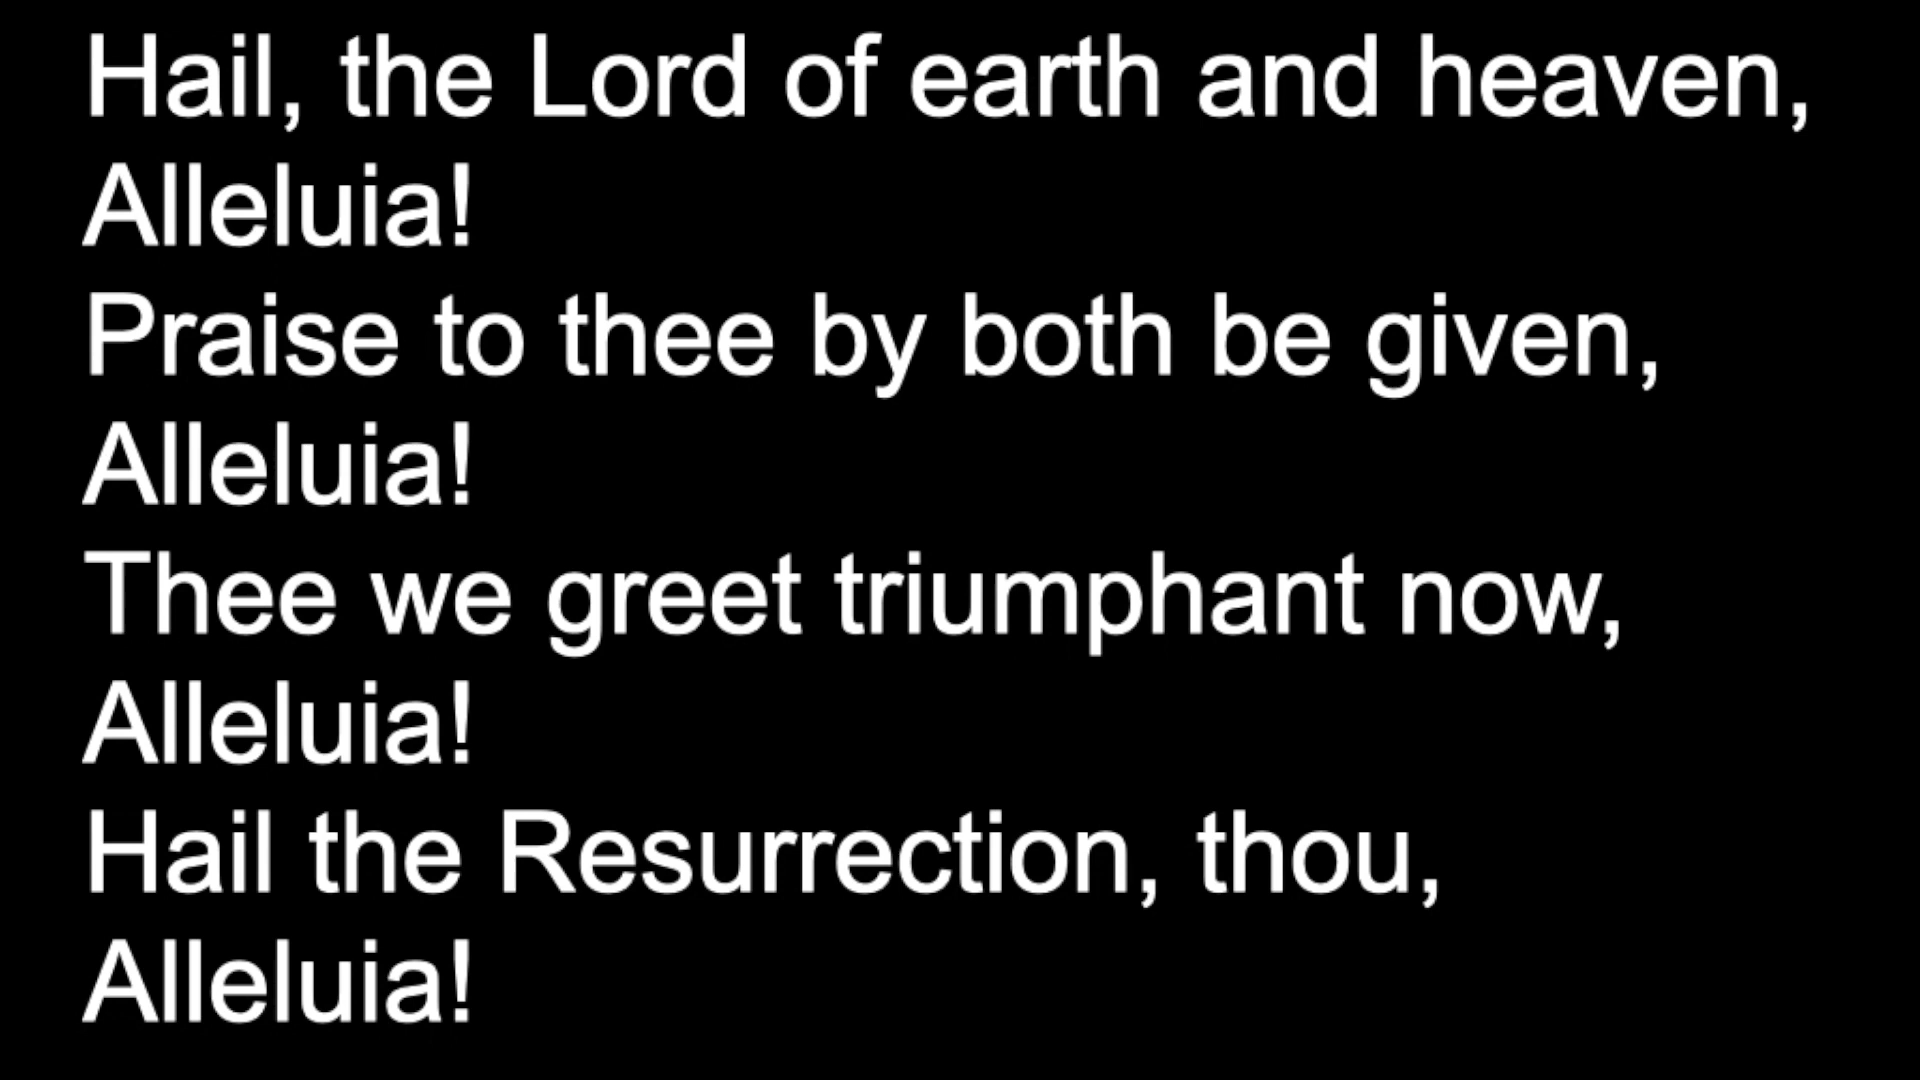 Hail, the Lord of earth and heaven,
Alleluia!
Praise to thee by both be given,
Alleluia!
Thee we greet triumphant now,
Alleluia!
Hail the Resurrection, thou,
Alleluia!